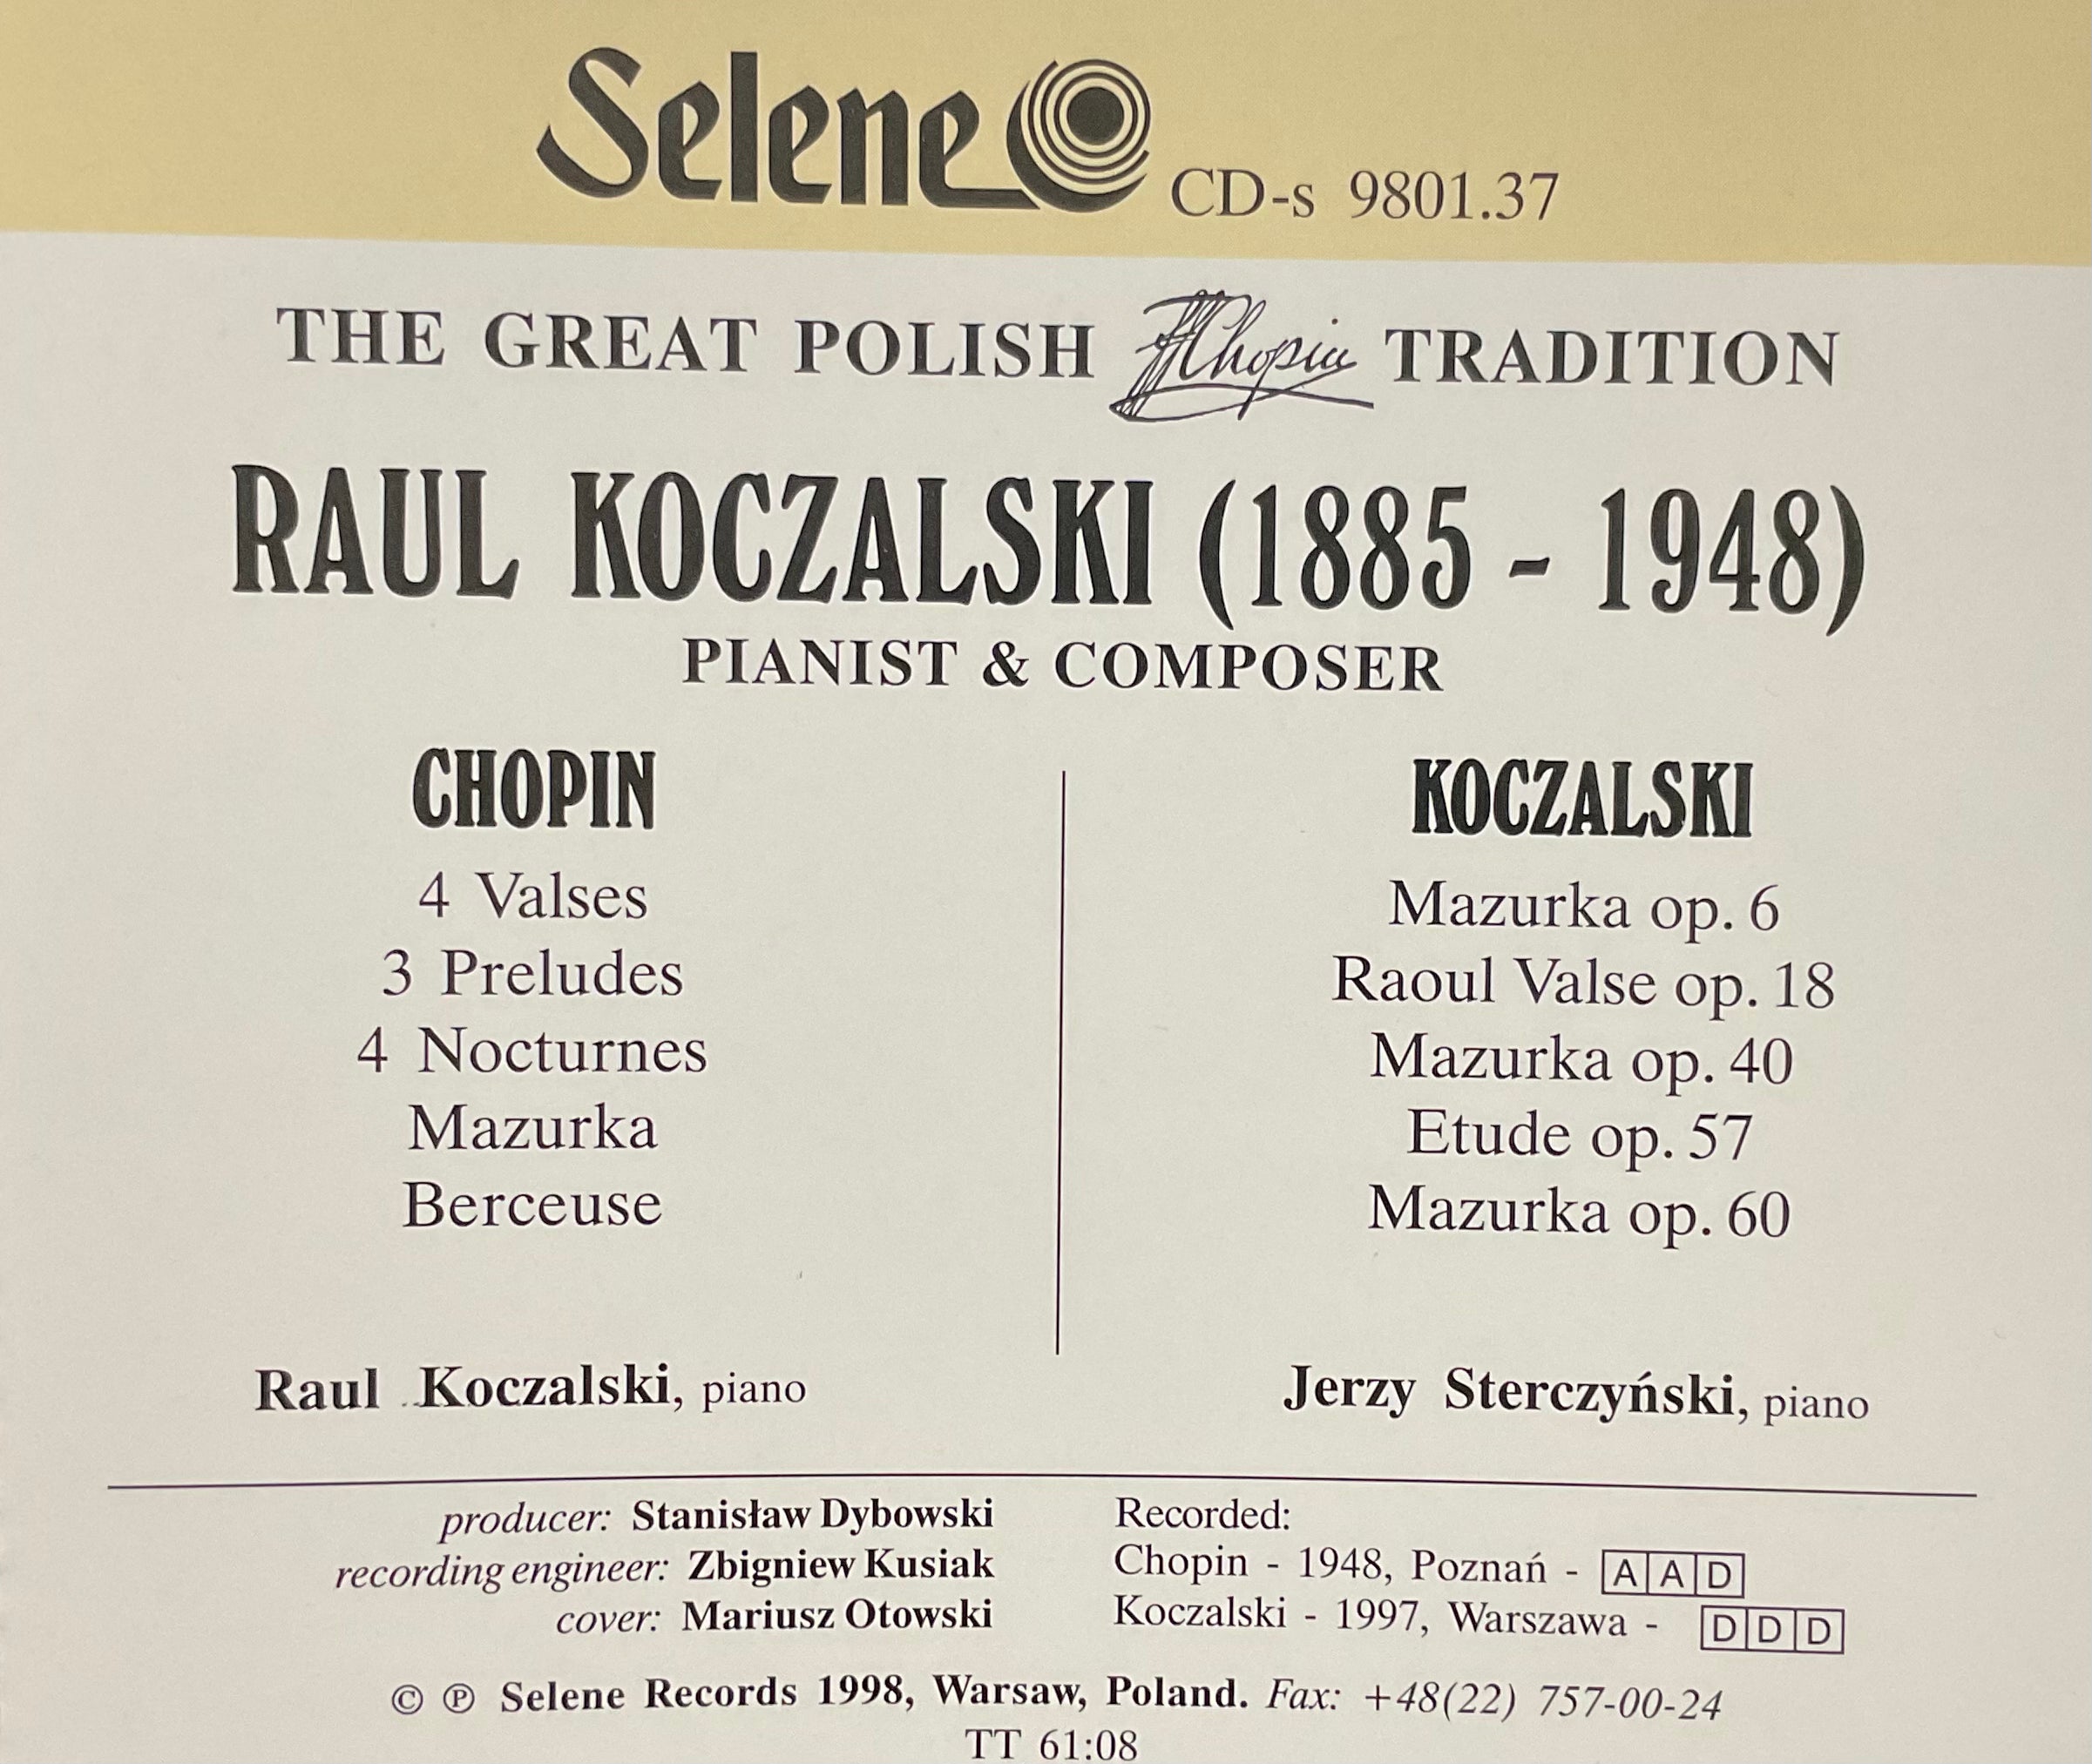 Selene CD-s 9801.37
THE GREAT POLISH FFChopin TRADITION
RAUL KOCZALSKI (1885 - 1948)
PIANIST & COMPOSER
CHOPIN
4 Valses
3 Preludes
4 Nocturnes
Mazurka
Berceuse
Raul Koczalski, piano
KOCZALSKI
Mazurka op. 6
Raoul Valse op. 18
Mazurka op. 40
Etude op. 57
Mazurka op. 60
Jerzy Sterczyński, piano
producer: Stanisław Dybowski
recording engineer: Zbigniew Kusiak
cover: Mariusz Otowski
Recorded:
Chopin - 1948, Poznań - AAD
Koczalski - 1997, Warszawa - DDD
© ℗ Selene Records 1998, Warsaw, Poland. Fax: +48(22) 757-00-24
TT 61:08